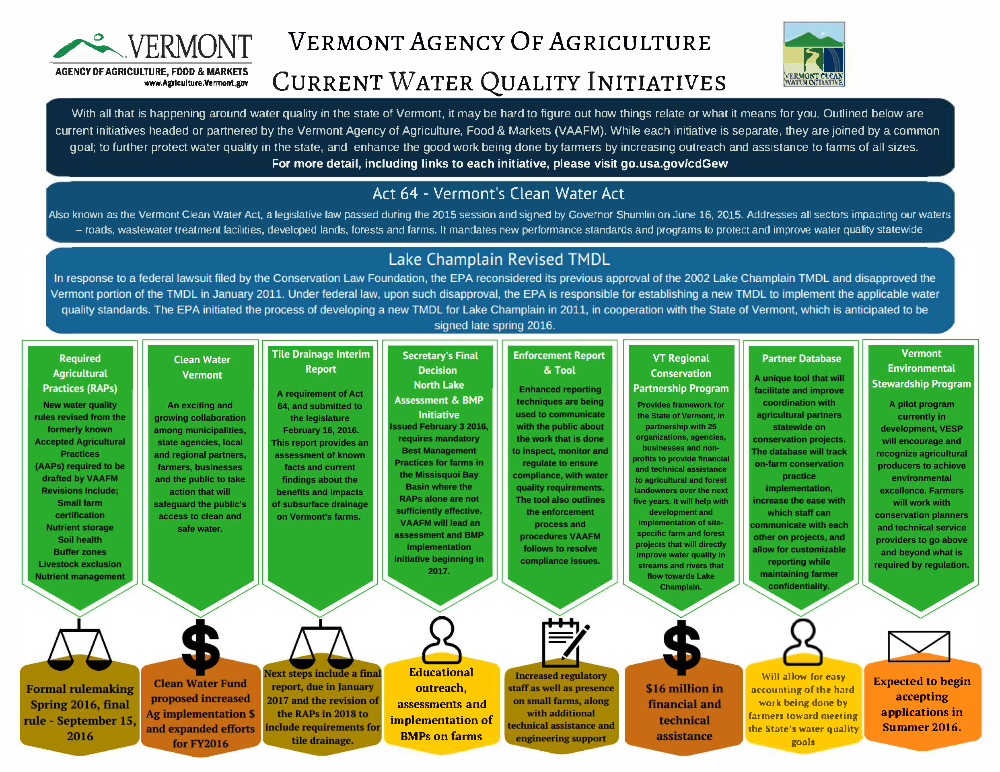 VERMONT
AGENCY OF AGRICULTURE, FOOD & MARKETS
www.Agriculture.Vermont.gov
VERMONT AGENCY OF AGRICULTURE
CURRENT WATER QUALITY INITIATIVES
VERMONT CLEAN
WATER INITIATIVE
With all that is happening around water quality in the state of Vermont, it may be hard to figure out how things relate or what it means for you. Outlined below are
current initiatives headed or partnered by the Vermont Agency of Agriculture, Food & Markets (VAAFM). While each initiative is separate, they are joined by a common
goal; to further protect water quality in the state, and enhance the good work being done by farmers by increasing outreach and assistance to farms of all sizes.
For more detail, including links to each initiative, please visit go.usa.gov/cdGew
Act 64 - Vermont's Clean Water Act
Also known as the Vermont Clean Water Act, a legislative law passed during the 2015 session and signed by Governor Shumlin on June 16, 2015. Addresses all sectors impacting our waters
– roads, wastewater treatment facilities, developed lands, forests and farms. It mandates new performance standards and programs to protect and improve water quality statewide
Lake Champlain Revised TMDL
In response to a federal lawsuit filed by the Conservation Law Foundation, the EPA reconsidered its previous approval of the 2002 Lake Champlain TMDL and disapproved the
Vermont portion of the TMDL in January 2011. Under federal law, upon such disapproval, the EPA is responsible for establishing a new TMDL to implement the applicable water
quality standards. The EPA initiated the process of developing a new TMDL for Lake Champlain in 2011, in cooperation with the State of Vermont, which is anticipated to be
signed late spring 2016.
Required
Agricultural
Practices (RAPs)
New water quality
rules revised from the
formerly known
Accepted Agricultural
Practices
(AAPs) required to be
drafted by VAAFM
Revisions Include;
Small farm
certification
Nutrient storage
Soil health
Buffer zones
Livestock exclusion
Nutrient management
Formal rulemaking
Spring 2016, final
rule - September 15,
2016
Clean Water
Vermont
An exciting and
growing collaboration
among municipalities,
state agencies, local
and regional partners,
farmers, businesses
and the public to take
action that will
safeguard the public's
access to clean and
safe water.
Clean Water Fund
proposed increased
Ag implementation $
and expanded efforts
for FY2016
Tile Drainage Interim
Report
A requirement of Act
64, and submitted to
the legislature
February 16, 2016.
This report provides an
assessment of known
facts and current
findings about the
benefits and impacts
of subsurface drainage
on Vermont's farms.
Next steps include a final
report, due in January
2017 and the revision of
the RAPs in 2018 to
include requirements for
tile drainage.
Secretary's Final
Decision
North Lake
Assessment & BMP
Initiative
Issued February 3 2016,
requires mandatory
Best Management
Practices for farms in
the Missisquoi Bay
Basin where the
RAPs alone are not
sufficiently effective.
VAAFM will lead an
assessment and BMP
implementation
initiative beginning in
2017.
Educational
outreach,
assessments and
implementation of
BMPs on farms
Enforcement Report
& Tool
Enhanced reporting
techniques are being
used to communicate
with the public about
the work that is done
to inspect, monitor and
regulate to ensure
compliance, with water
quality requirements.
The tool also outlines
the enforcement
process and
procedures VAAFM
follows to resolve
compliance issues.
Increased regulatory
staff as well as presence
on small farms, along
with additional
technical assistance and
engineering support
VT Regional
Conservation
Partnership Program
Provides framework for
the State of Vermont, in
partnership with 25
organizations, agencies,
businesses and non-
profits to provide financial
and technical assistance
to agricultural and forest
landowners over the next
five years. It will help with
development and
implementation of site-
specific farm and forest
projects that will directly
improve water quality in
streams and rivers that
flow towards Lake
Champlain.
$16 million in
financial and
technical
assistance
Partner Database
A unique tool that will
facilitate and improve
coordination with
agricultural partners
statewide on
conservation projects.
The database will track
on-farm conservation
practice
implementation,
increase the ease with
which staff can
communicate with each
other on projects, and
allow for customizable
reporting while
maintaining farmer
confidentiality.
Will allow for easy
accounting of the hard
work being done by
farmers toward meeting
the State's water quality
goals
Vermont
Environmental
Stewardship Program
A pilot program
currently in
development, VESP
will encourage and
recognize agricultural
producers to achieve
environmental
excellence. Farmers
will work with
conservation planners
and technical service
providers to go above
and beyond what is
required by regulation.
Expected to begin
accepting
applications in
Summer 2016.